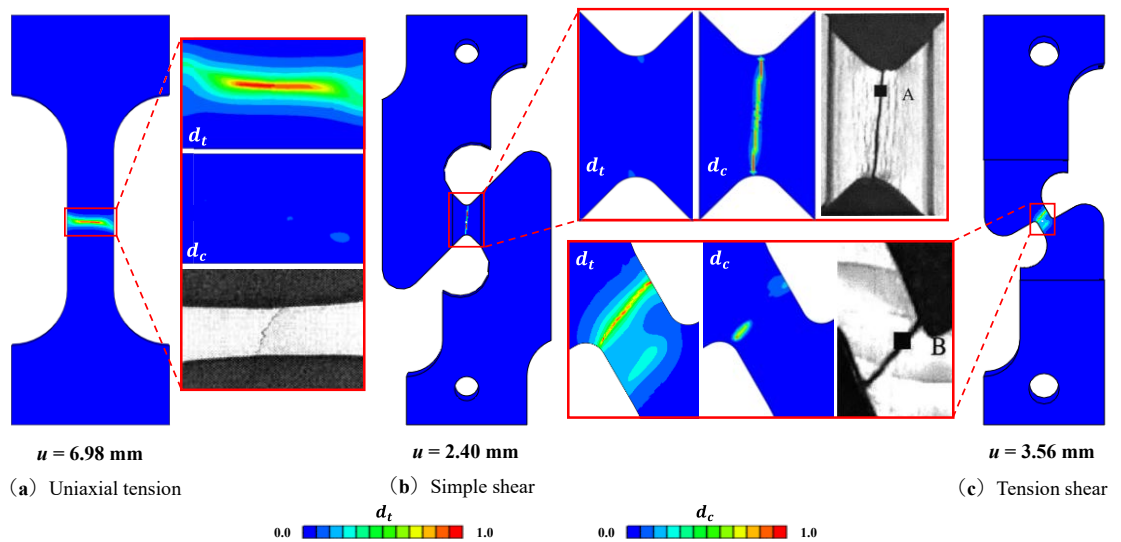 d_t
d_c
d_t
d_c
A
d_t
d_c
B
u = 6.98 mm
u = 2.40 mm
u = 3.56 mm
（a） Uniaxial tension
（b） Simple shear
（c） Tension shear
d_t
d_c
0.0 1.0
0.0 1.0